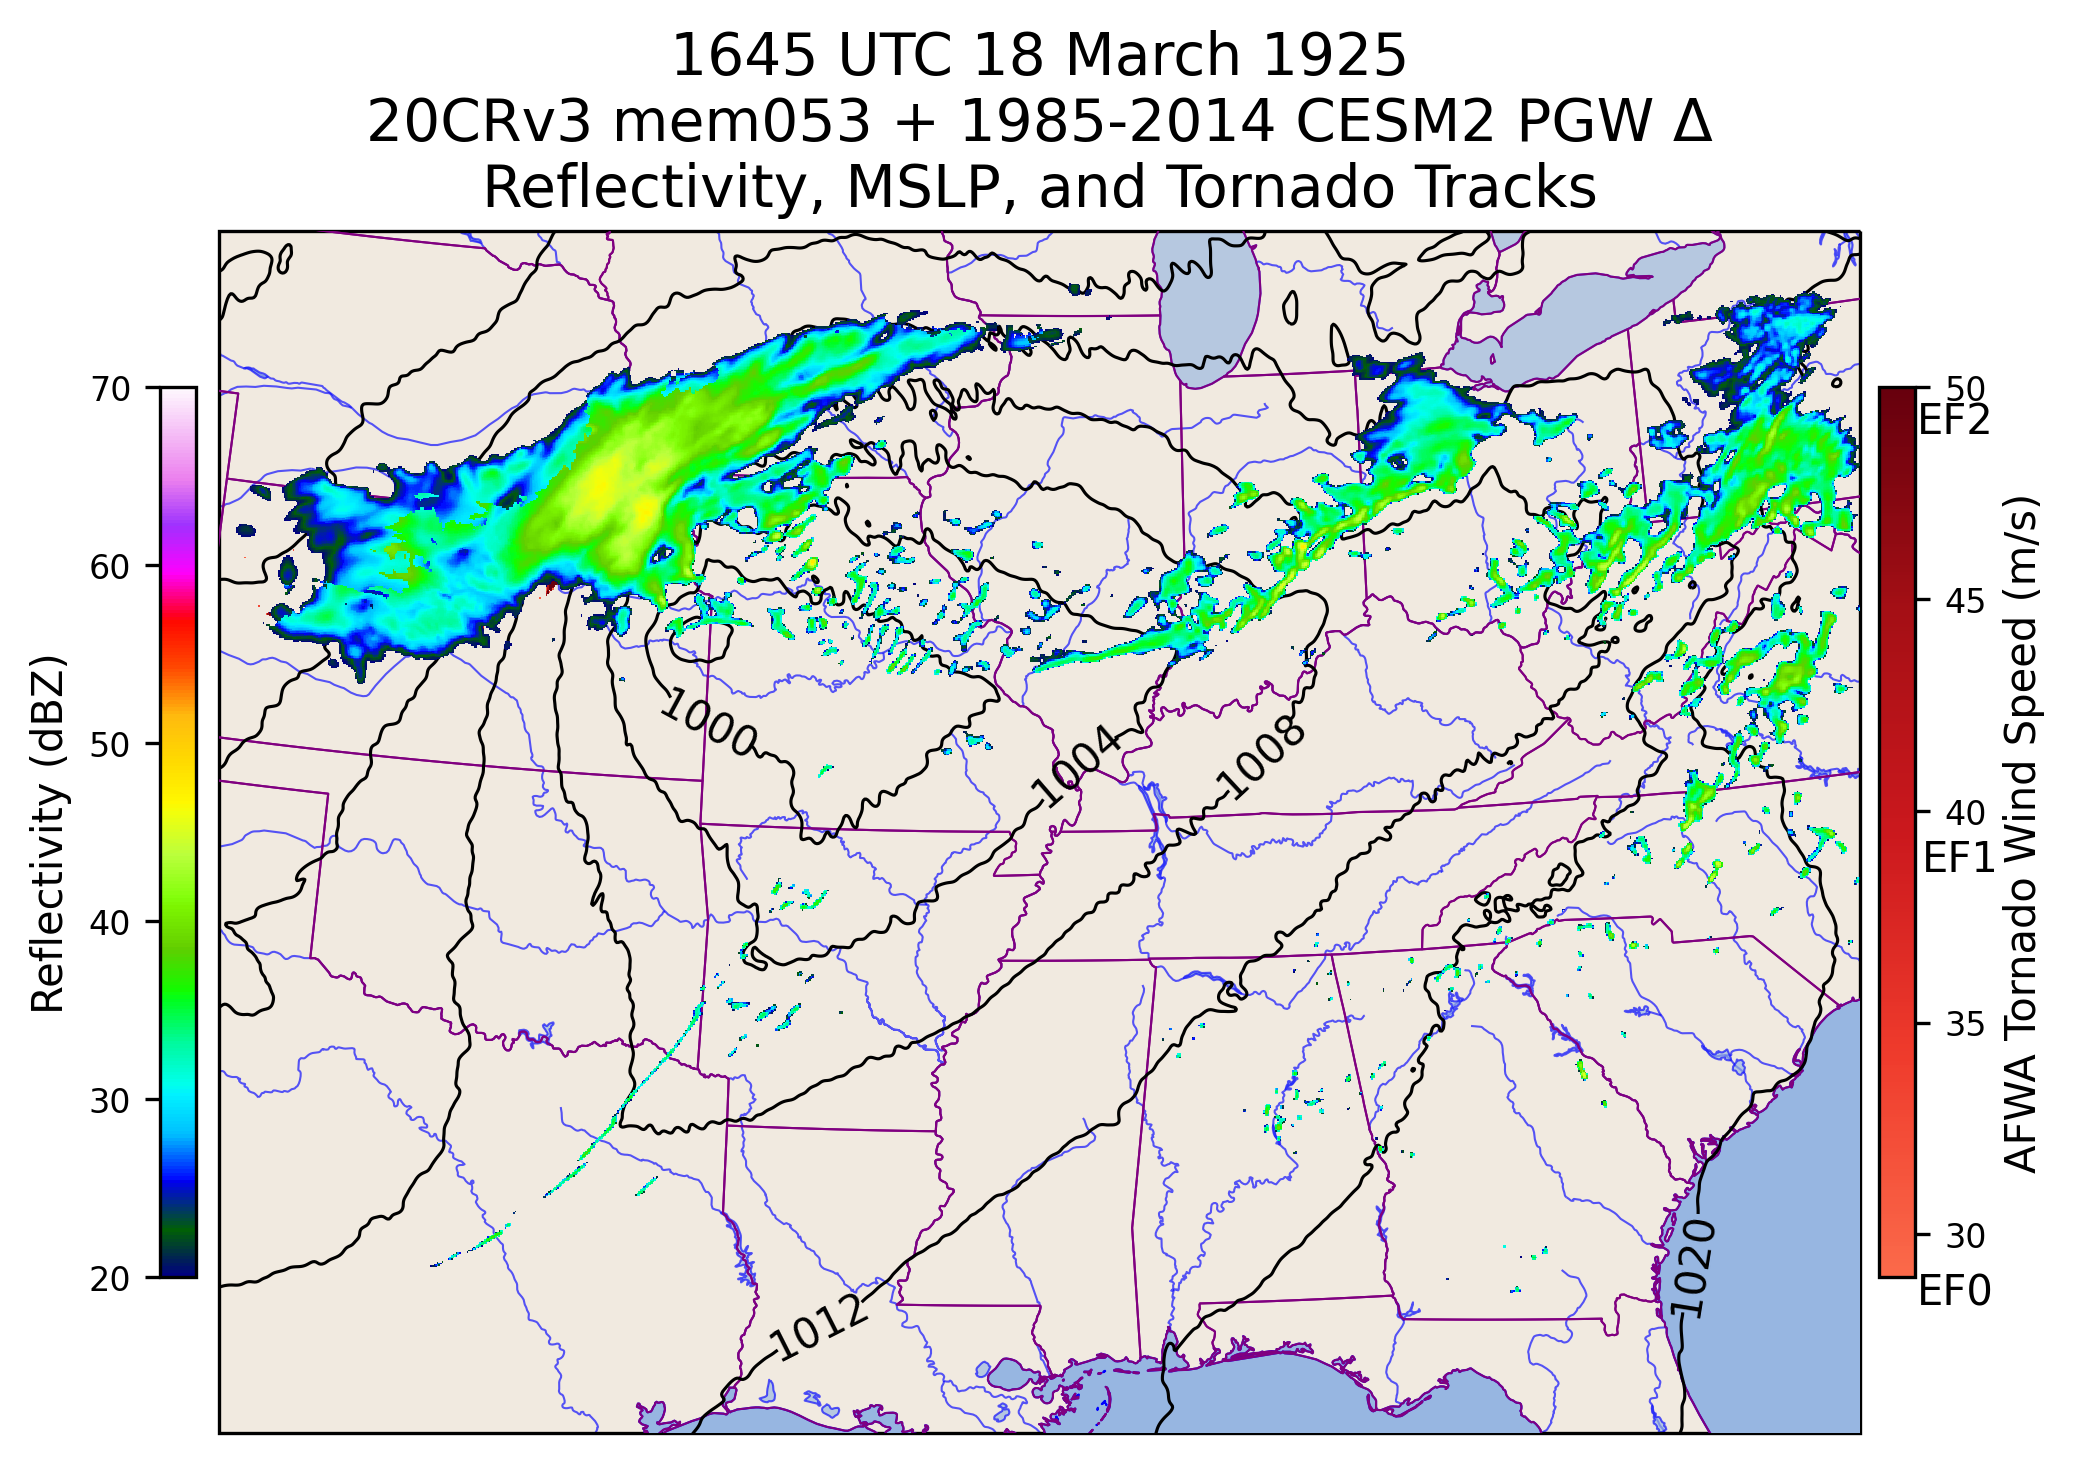 1645 UTC 18 March 1925
20CRv3 mem053 + 1985-2014 CESM2 PGW Δ
Reflectivity, MSLP, and Tornado Tracks
Reflectivity (dBZ)
70
60
50
40
30
20
1000
1004
1008
1012
1020
50
EF2
45
40
EF1
35
30
EF0
AFWA Tornado Wind Speed (m/s)